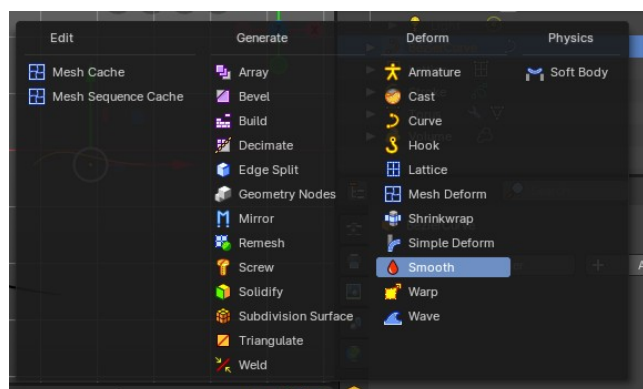 Edit
Mesh Cache
Mesh Sequence Cache
Generate
Array
Bevel
Build
Decimate
Edge Split
Geometry Nodes
Mirror
Remesh
Screw
Solidify
Subdivision Surface
Triangulate
Weld
Deform
Armature
Cast
Curve
Hook
Lattice
Mesh Deform
Shrinkwrap
Simple Deform
Smooth
Warp
Wave
Physics
Soft Body